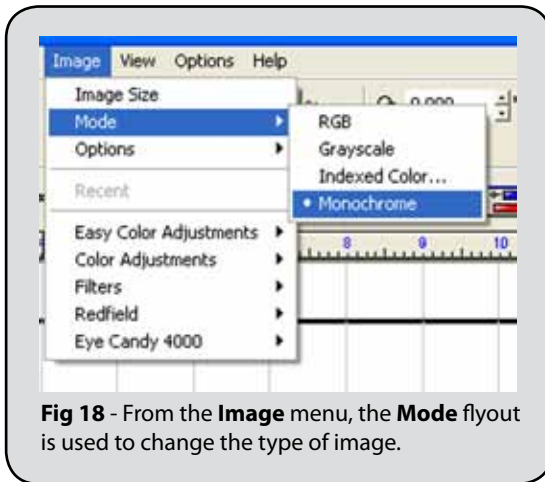 Image View Options Help
Image Size
Mode
Options
Recent
Easy Color Adjustments
Color Adjustments
Filters
Redfield
Eye Candy 4000
RGB
Grayscale
Indexed Color...
• Monochrome
0.000
8 9 10
Fig 18 - From the Image menu, the Mode flyout
is used to change the type of image.